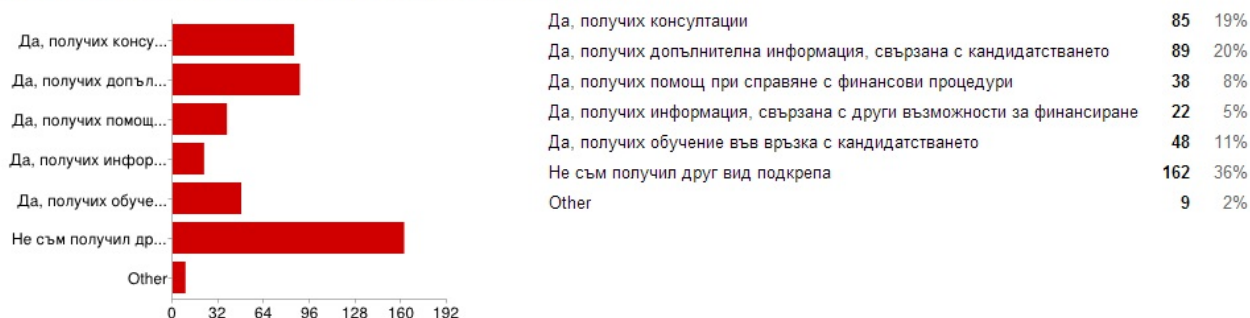 Да, получих консу...
Да, получих допъл...
Да, получих помощ...
Да, получих инфор...
Да, получих обуче...
Не съм получил др...
Other
0 32 64 96 128 160 192
Да, получих консултации 85 19%
Да, получих допълнителна информация, свързана с кандидатстването 89 20%
Да, получих помощ при справяне с финансови процедури 38 8%
Да, получих информация, свързана с други възможности за финансиране 22 5%
Да, получих обучение във връзка с кандидатстването 48 11%
Не съм получил друг вид подкрепа 162 36%
Other 9 2%